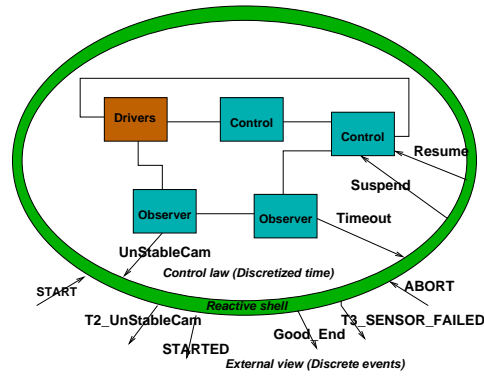 Drivers
Control
Control
Resume
Suspend
Observer
Observer
Timeout
UnStableCam
Control law (Discretized time)
START
ABORT
Reactive shell
T2_UnStableCam
T3_SENSOR_FAILED
Good_End
STARTED
External view (Discrete events)